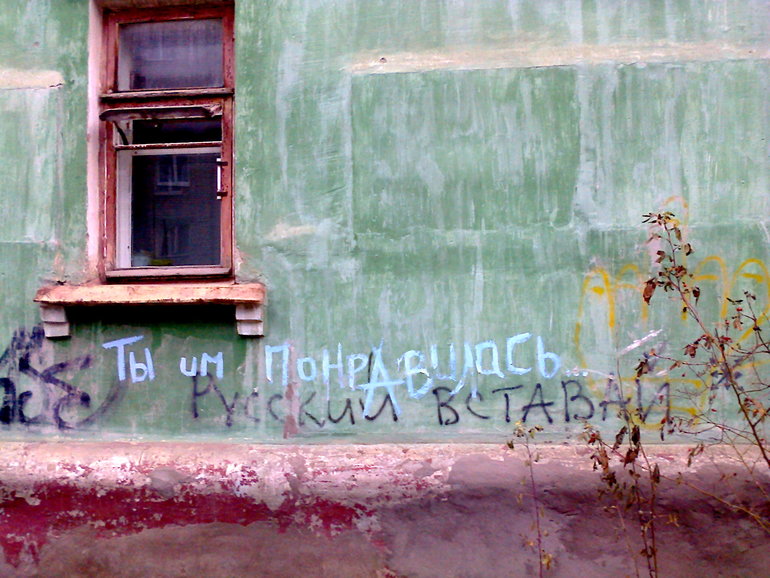 Ты им понравилась...
Русский вставай